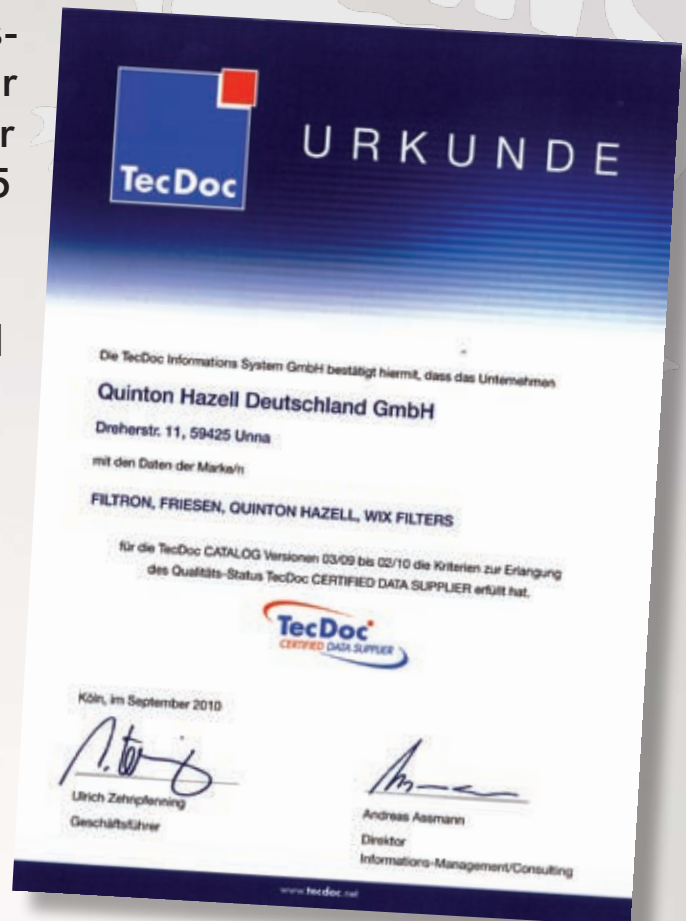 s-
r
r
5
TecDoc
URKUNDE
Die TecDoc Informations System GmbH bestätigt hiermit, dass das Unternehmen
Quinton Hazell Deutschland GmbH
Dreherstr. 11, 59425 Unna
mit den Daten der Marke/n
FILTRON, FRIESEN, QUINTON HAZELL, WIX FILTERS
für die TecDoc CATALOG Versionen 03/09 bis 02/10 die Kriterien zur Erlangung
des Qualitäts-Status TecDoc CERTIFIED DATA SUPPLIER erfüllt hat.
TecDoc
CERTIFIED DATA SUPPLIER
Köln, im September 2010
Ulrich Zehnpfenning
Geschäftsführer
Andreas Assmann
Direktor
Informations-Management/Consulting
www.tecdoc.net